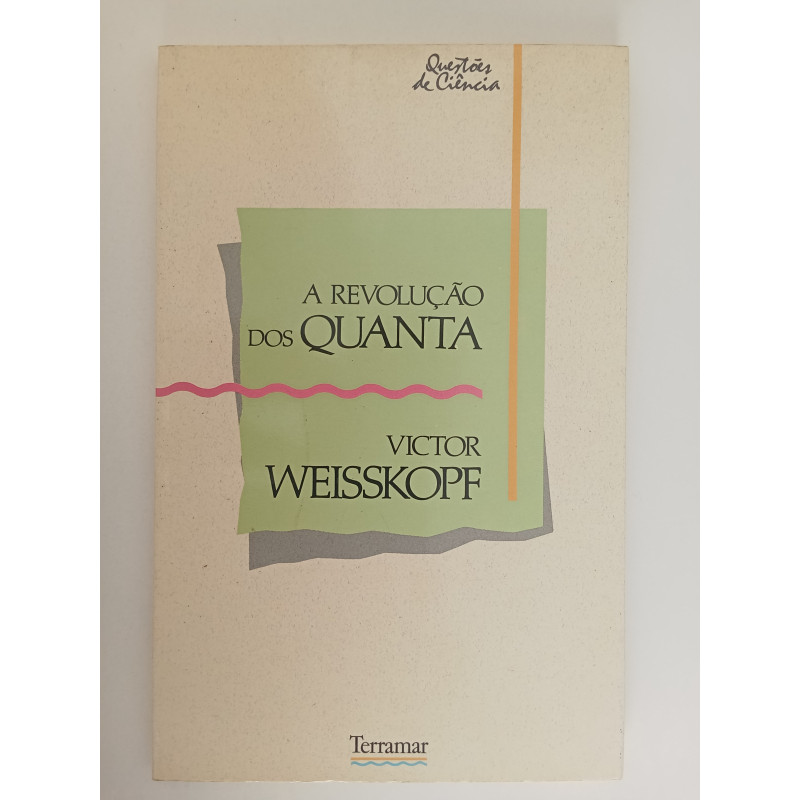 Questões
de Ciência
A REVOLUÇÃO
DOS QUANTA
VICTOR
WEISSKOPF
Terramar